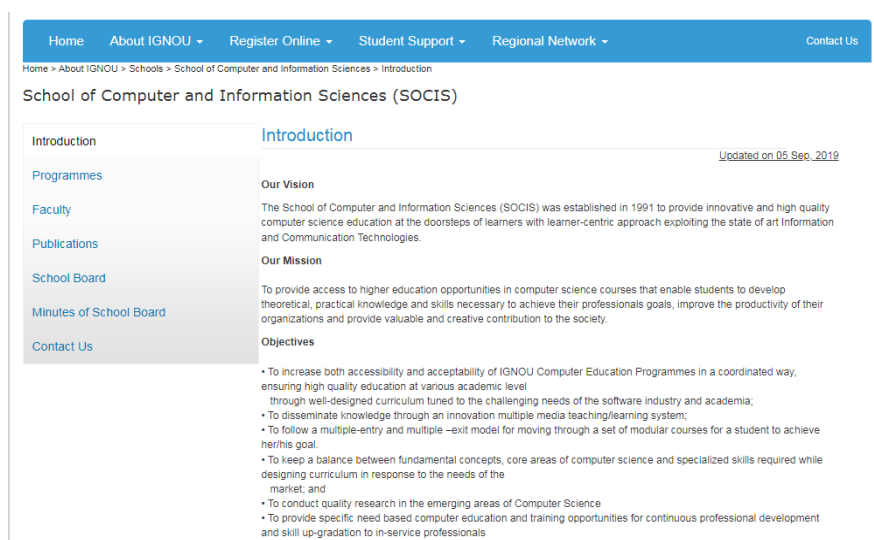 Home About IGNOU Register Online Student Support Regional Network Contact Us
Home > About IGNOU > Schools > School of Computer and Information Sciences > Introduction
School of Computer and Information Sciences (SOCIS)
Introduction
Programmes
Faculty
Publications
School Board
Minutes of School Board
Contact Us
Introduction
Updated on 05 Sep, 2019
Our Vision
The School of Computer and Information Sciences (SOCIS) was established in 1991 to provide innovative and high quality
computer science education at the doorsteps of learners with learner-centric approach exploiting the state of art Information
and Communication Technologies.
Our Mission
To provide access to higher education opportunities in computer science courses that enable students to develop
theoretical, practical knowledge and skills necessary to achieve their professionals goals, improve the productivity of their
organizations and provide valuable and creative contribution to the society.
Objectives
• To increase both accessibility and acceptability of IGNOU Computer Education Programmes in a coordinated way,
ensuring high quality education at various academic level
through well-designed curriculum tuned to the challenging needs of the software industry and academia;
• To disseminate knowledge through an innovation multiple media teaching/learning system;
• To follow a multiple-entry and multiple –exit model for moving through a set of modular courses for a student to achieve
her/his goal.
• To keep a balance between fundamental concepts, core areas of computer science and specialized skills required while
designing curriculum in response to the needs of the
market; and
• To conduct quality research in the emerging areas of Computer Science
• To provide specific need based computer education and training opportunities for continuous professional development
and skill up-gradation to in-service professionals